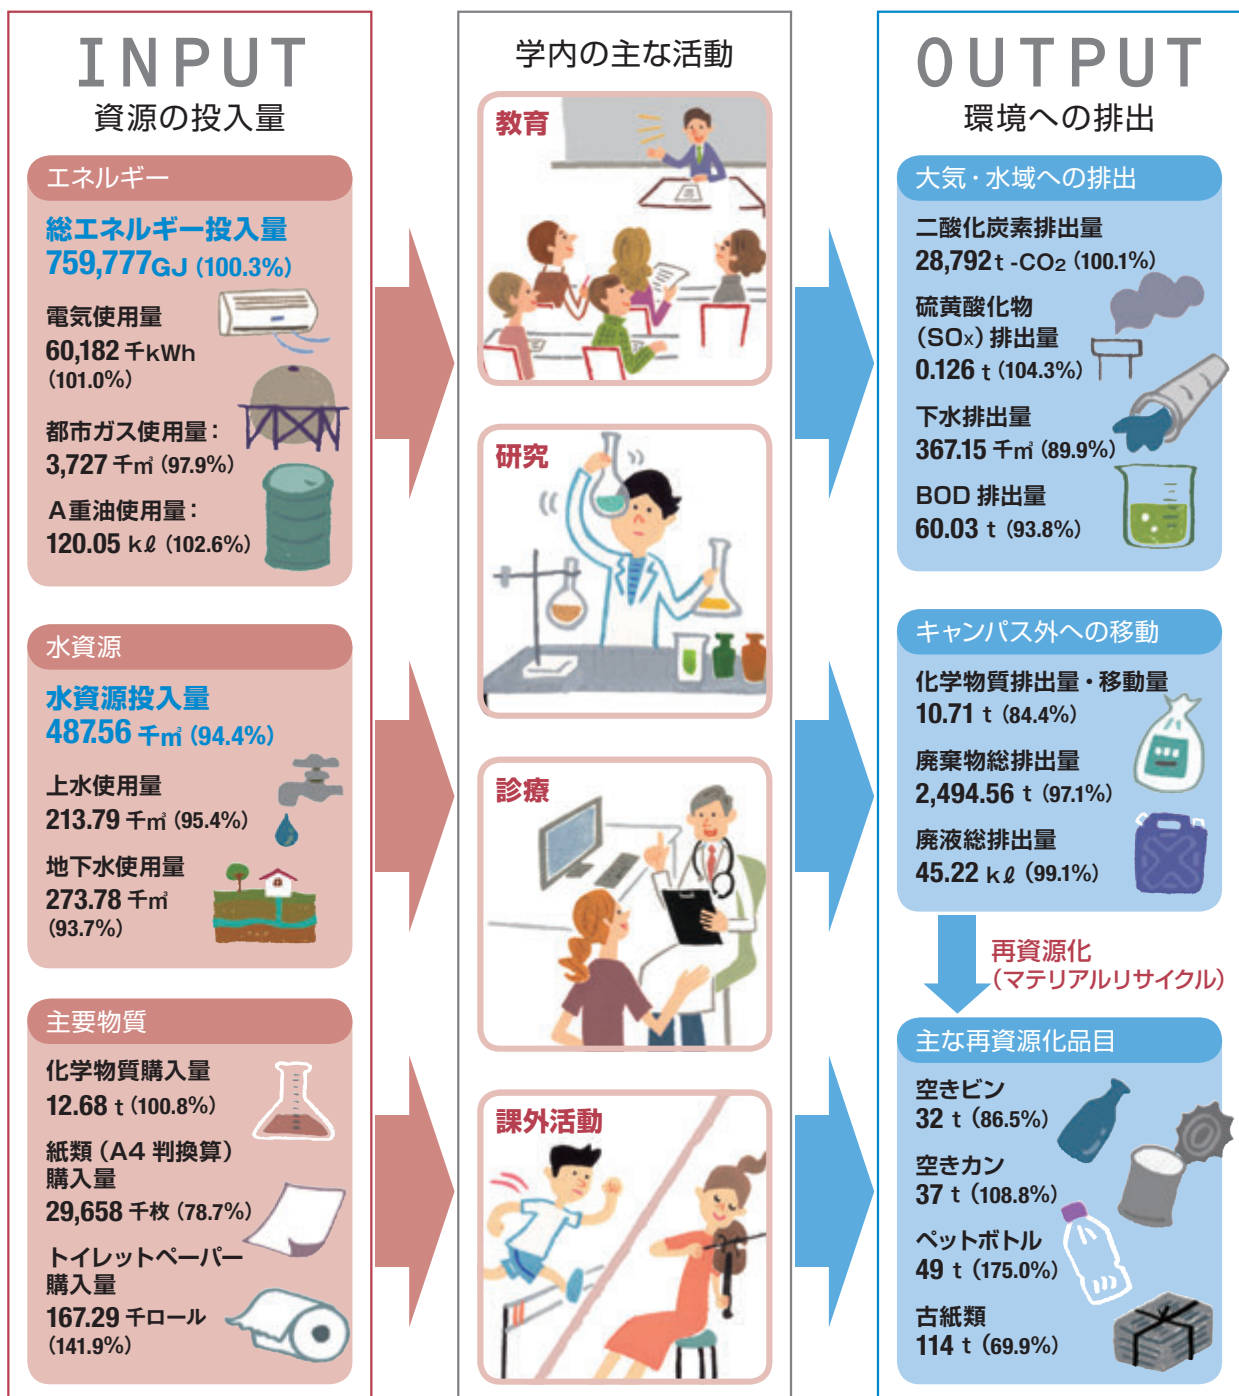 INPUT
資源の投入量
エネルギー
総エネルギー投入量
759,777GJ (100.3%)
電気使用量
60,182 千kWh
(101.0%)
都市ガス使用量:
3,727 千㎥ (97.9%)
A重油使用量:
120.05 kℓ (102.6%)
水資源
水資源投入量
487.56 千㎥ (94.4%)
上水使用量
213.79 千㎥ (95.4%)
地下水使用量
273.78 千㎥
(93.7%)
主要物質
化学物質購入量
12.68 t (100.8%)
紙類(A4 判換算)
購入量
29,658 千枚 (78.7%)
トイレットペーパー
購入量
167.29 千ロール
(141.9%)
学内の主な活動
教育
研究
診療
課外活動
OUTPUT
環境への排出
大気・水域への排出
二酸化炭素排出量
28,792 t -CO₂ (100.1%)
硫黄酸化物
(SOx) 排出量
0.126 t (104.3%)
下水排出量
367.15 千㎥ (89.9%)
BOD 排出量
60.03 t (93.8%)
キャンパス外への移動
化学物質排出量・移動量
10.71 t (84.4%)
廃棄物総排出量
2,494.56 t (97.1%)
廃液総排出量
45.22 kℓ (99.1%)
再資源化
(マテリアルリサイクル)
主な再資源化品目
空きビン
32 t (86.5%)
空きカン
37 t (108.8%)
ペットボトル
49 t (175.0%)
古紙類
114 t (69.9%)